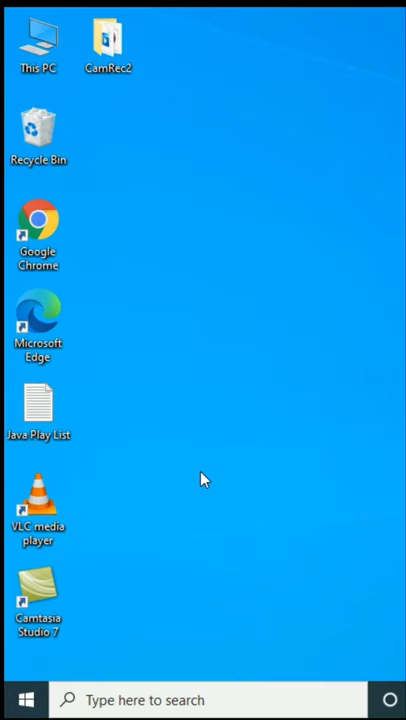 This PC
CamRec2
Recycle Bin
Google
Chrome
Microsoft
Edge
Java Play List
VLC media
player
Camtasia
Studio 7
Type here to search